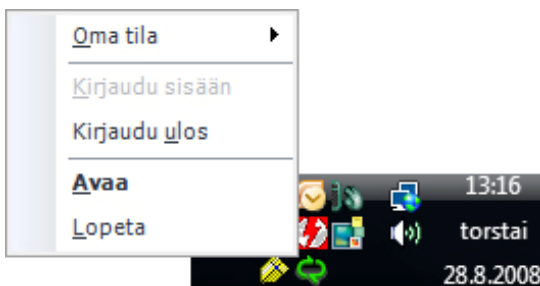 Oma tila
Kirjaudu sisään
Kirjaudu ulos
Avaa
Lopeta
13:16
torstai
28.8.2008